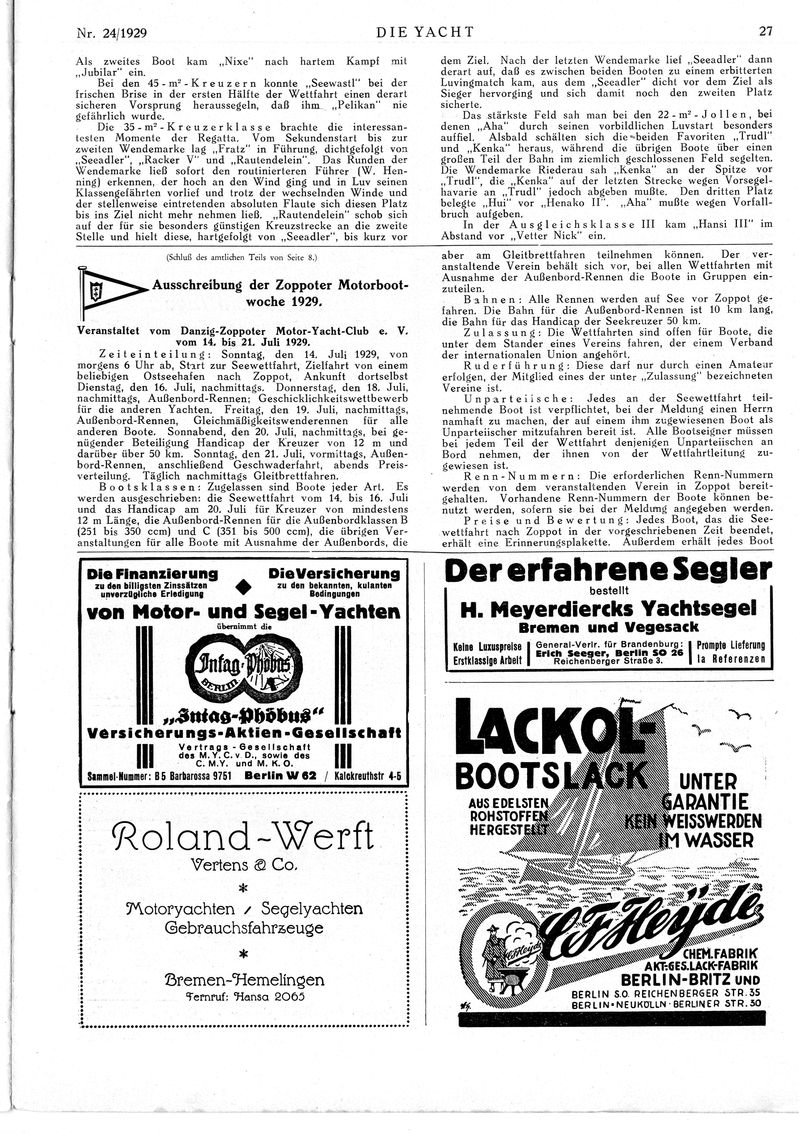 Nr. 24/1929
DIE YACHT
27
Als zweites Boot kam „Nixe" nach hartem Kampf mit
„Jubilar" ein.
Bei den 45-m²-Kreuzern konnte „Seewastl" bei der
frischen Brise in der ersten Hälfte der Wettfahrt einen derart
sicheren Vorsprung heraussegeln, daß ihm „Pelikan" nie
gefährlich wurde.
Die 35-m²-Kreuzerklasse brachte die interessan-
testen Momente der Regatta. Vom Sekundenstart bis zur
zweiten Wendemarke lag „Fratz" in Führung, dichtgefolgt von
„Seeadler", „Racker V" und „Rautendelein". Das Runden der
Wendemarke ließ sofort den routinierteren Führer (W. Hen-
ning) erkennen, der hoch an den Wind ging und in Luv seinen
Klassengefährten vorlief und trotz der wechselnden Winde und
der stellenweise eintretenden absoluten Flaute sich diesen Platz
bis ins Ziel nicht mehr nehmen ließ. „Rautendelein" schob sich
auf der für sie besonders günstigen Kreuzstrecke an die zweite
Stelle und hielt diese, hartgefolgt von „Seeadler", bis kurz vor
dem Ziel. Nach der letzten Wendemarke lief „Seeadler" dann
derart auf, daß es zwischen beiden Booten zu einem erbitterten
Luvingmatch kam, aus dem „Seeadler" dicht vor dem Ziel als
Sieger hervorging und sich damit noch den zweiten Platz
sicherte.
Das stärkste Feld sah man bei den 22-m²-Jollen, bei
denen „Aha" durch seinen vorbildlichen Luvstart besonders
auffiel. Alsbald schälten sich die beiden Favoriten „Trudl"
und „Kenka" heraus, während die übrigen Boote über einen
großen Teil der Bahn im ziemlich geschlossenen Feld segelten.
Die Wendemarke Riederau sah „Kenka" an der Spitze vor
„Trudl", die „Kenka" auf der letzten Strecke wegen Vorsegel-
havarie an „Trudl" jedoch abgeben mußte. Den dritten Platz
belegte „Hui" vor „Henako II". „Aha" mußte wegen Vorfall-
bruch aufgeben.
In der Ausgleichsklasse III kam „Hansi III" im
Abstand vor „Vetter Nick" ein.
(Schluß des amtlichen Teils von Seite 8.)
Ausschreibung der Zoppoter Motorboot-
woche 1929.
Veranstaltet vom Danzig-Zoppoter Motor-Yacht-Club e. V.
vom 14. bis 21. Juli 1929.
Zeiteinteilung: Sonntag, den 14. Juli 1929, von
morgens 6 Uhr ab, Start zur Seewettfahrt, Zielfahrt von einem
beliebigen Ostseehafen nach Zoppot, Ankunft dortselbst
Dienstag, den 16. Juli, nachmittags. Donnerstag, den 18. Juli,
nachmittags, Außenbord-Rennen; Geschicklichkeitswettbewerb
für die anderen Yachten. Freitag, den 19. Juli, nachmittags,
Außenbord-Rennen, Gleichmäßigkeitswenderennen für alle
anderen Boote. Sonnabend, den 20. Juli, nachmittags, bei ge-
nügender Beteiligung Handicap der Kreuzer von 12 m und
darüber über 50 km. Sonntag, den 21. Juli, vormittags, Außen-
bord-Rennen, anschließend Geschwaderfahrt, abends Preis-
verteilung. Täglich nachmittags Gleitbrettfahren.
Bootsklassen: Zugelassen sind Boote jeder Art. Es
werden ausgeschrieben: die Seewettfahrt vom 14. bis 16. Juli
und das Handicap am 20. Juli für Kreuzer von mindestens
12 m Länge, die Außenbord-Rennen für die Außenbordklassen B
(251 bis 350 ccm) und C (351 bis 500 ccm), die übrigen Ver-
anstaltungen für alle Boote mit Ausnahme der Außenbords, die
aber am Gleitbrettfahren teilnehmen können. Der ver-
anstaltende Verein behält sich vor, bei allen Wettfahrten mit
Ausnahme der Außenbord-Rennen die Boote in Gruppen ein-
zuteilen.
Bahnen: Alle Rennen werden auf See vor Zoppot ge-
fahren. Die Bahn für die Außenbord-Rennen ist 10 km lang,
die Bahn für das Handicap der Seekreuzer 50 km.
Zulassung: Die Wettfahrten sind offen für Boote, die
unter dem Stander eines Vereins fahren, der einem Verband
der internationalen Union angehört.
Ruderführung: Diese darf nur durch einen Amateur
erfolgen, der Mitglied eines der unter „Zulassung" bezeichneten
Vereine ist.
Unparteiische: Jedes an der Seewettfahrt teil-
nehmende Boot ist verpflichtet, bei der Meldung einen Herrn
namhaft zu machen, der auf einem ihm zugewiesenen Boot als
Unparteiischer mitzufahren bereit ist. Alle Bootseigner müssen
bei jedem Teil der Wettfahrt denjenigen Unparteiischen an
Bord nehmen, der ihnen von der Wettfahrtleitung zu-
gewiesen ist.
Renn-Nummern: Die erforderlichen Renn-Nummern
werden von dem veranstaltenden Verein in Zoppot bereit-
gehalten. Vorhandene Renn-Nummern der Boote können be-
nutzt werden, sofern sie bei der Meldung angegeben werden.
Preise und Bewertung: Jedes Boot, das die See-
wettfahrt nach Zoppot in der vorgeschriebenen Zeit beendet,
erhält eine Erinnerungsplakette. Außerdem erhält jedes Boot
Die Finanzierung
zu den billigsten Zinssätzen
unverzügliche Erledigung
Die Versicherung
zu den bekannten, kulanten
Bedingungen
von Motor- und Segel-Yachten
übernimmt die
Intag-Phöbus
BERLIN
„Intag-Phöbus"
Versicherungs-Aktien-Gesellschaft
Vertrags-Gesellschaft
des M.Y.C. v D., sowie des
C.M.Y. und M.K.O.
Sammel-Nummer: B5 Barbarossa 9751 Berlin W 62 / Kalckreuthstr 4-5
Roland-Werft
Vertens & Co.
*
Motoryachten / Segelyachten
Gebrauchsfahrzeuge
*
Bremen-Hemelingen
Fernruf: Hansa 2065
Der erfahrene Segler
bestellt
H. Meyerdiercks Yachtsegel
Bremen und Vegesack
Keine Luxuspreise
Erstklassige Arbeit
General-Vertr. für Brandenburg:
Erich Seeger, Berlin SO 26
Reichenberger Straße 3.
Prompte Lieferung
Ia Referenzen
LACKOL-
BOOTSLACK
AUS EDELSTEN
ROHSTOFFEN
HERGESTELLT
UNTER
GARANTIE
KEIN WEISSWERDEN
IM WASSER
C.F. Heyde
C.F. Heyde
CHEM. FABRIK
AKT.-GES. LACK-FABRIK
BERLIN-BRITZ UND
BERLIN S.O. REICHENBERGER STR. 35
BERLIN-NEUKÖLLN-BERLINER STR. 50